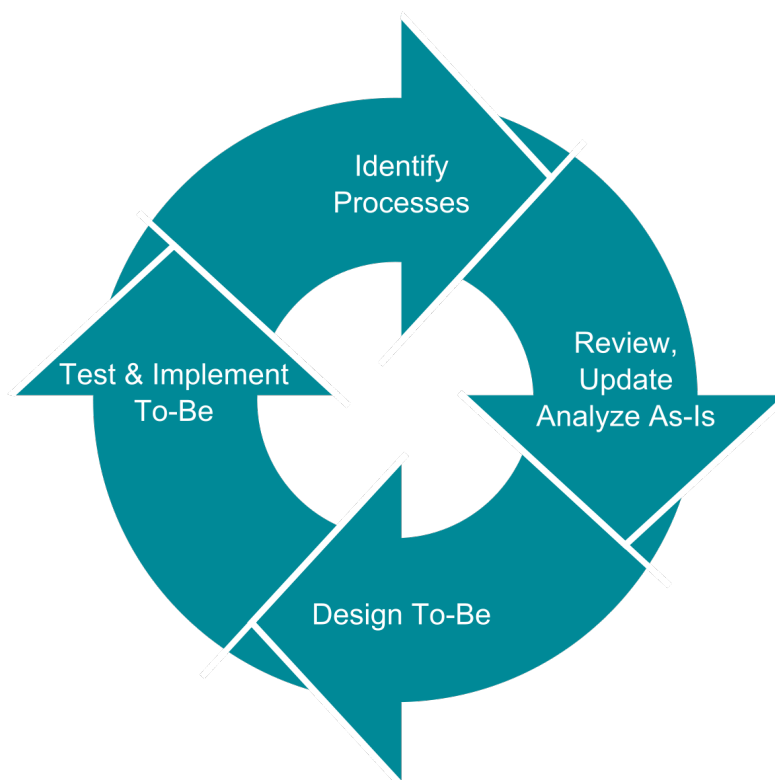 Identify
Processes
Review,
Update
Analyze As-Is
Design To-Be
Test & Implement
To-Be